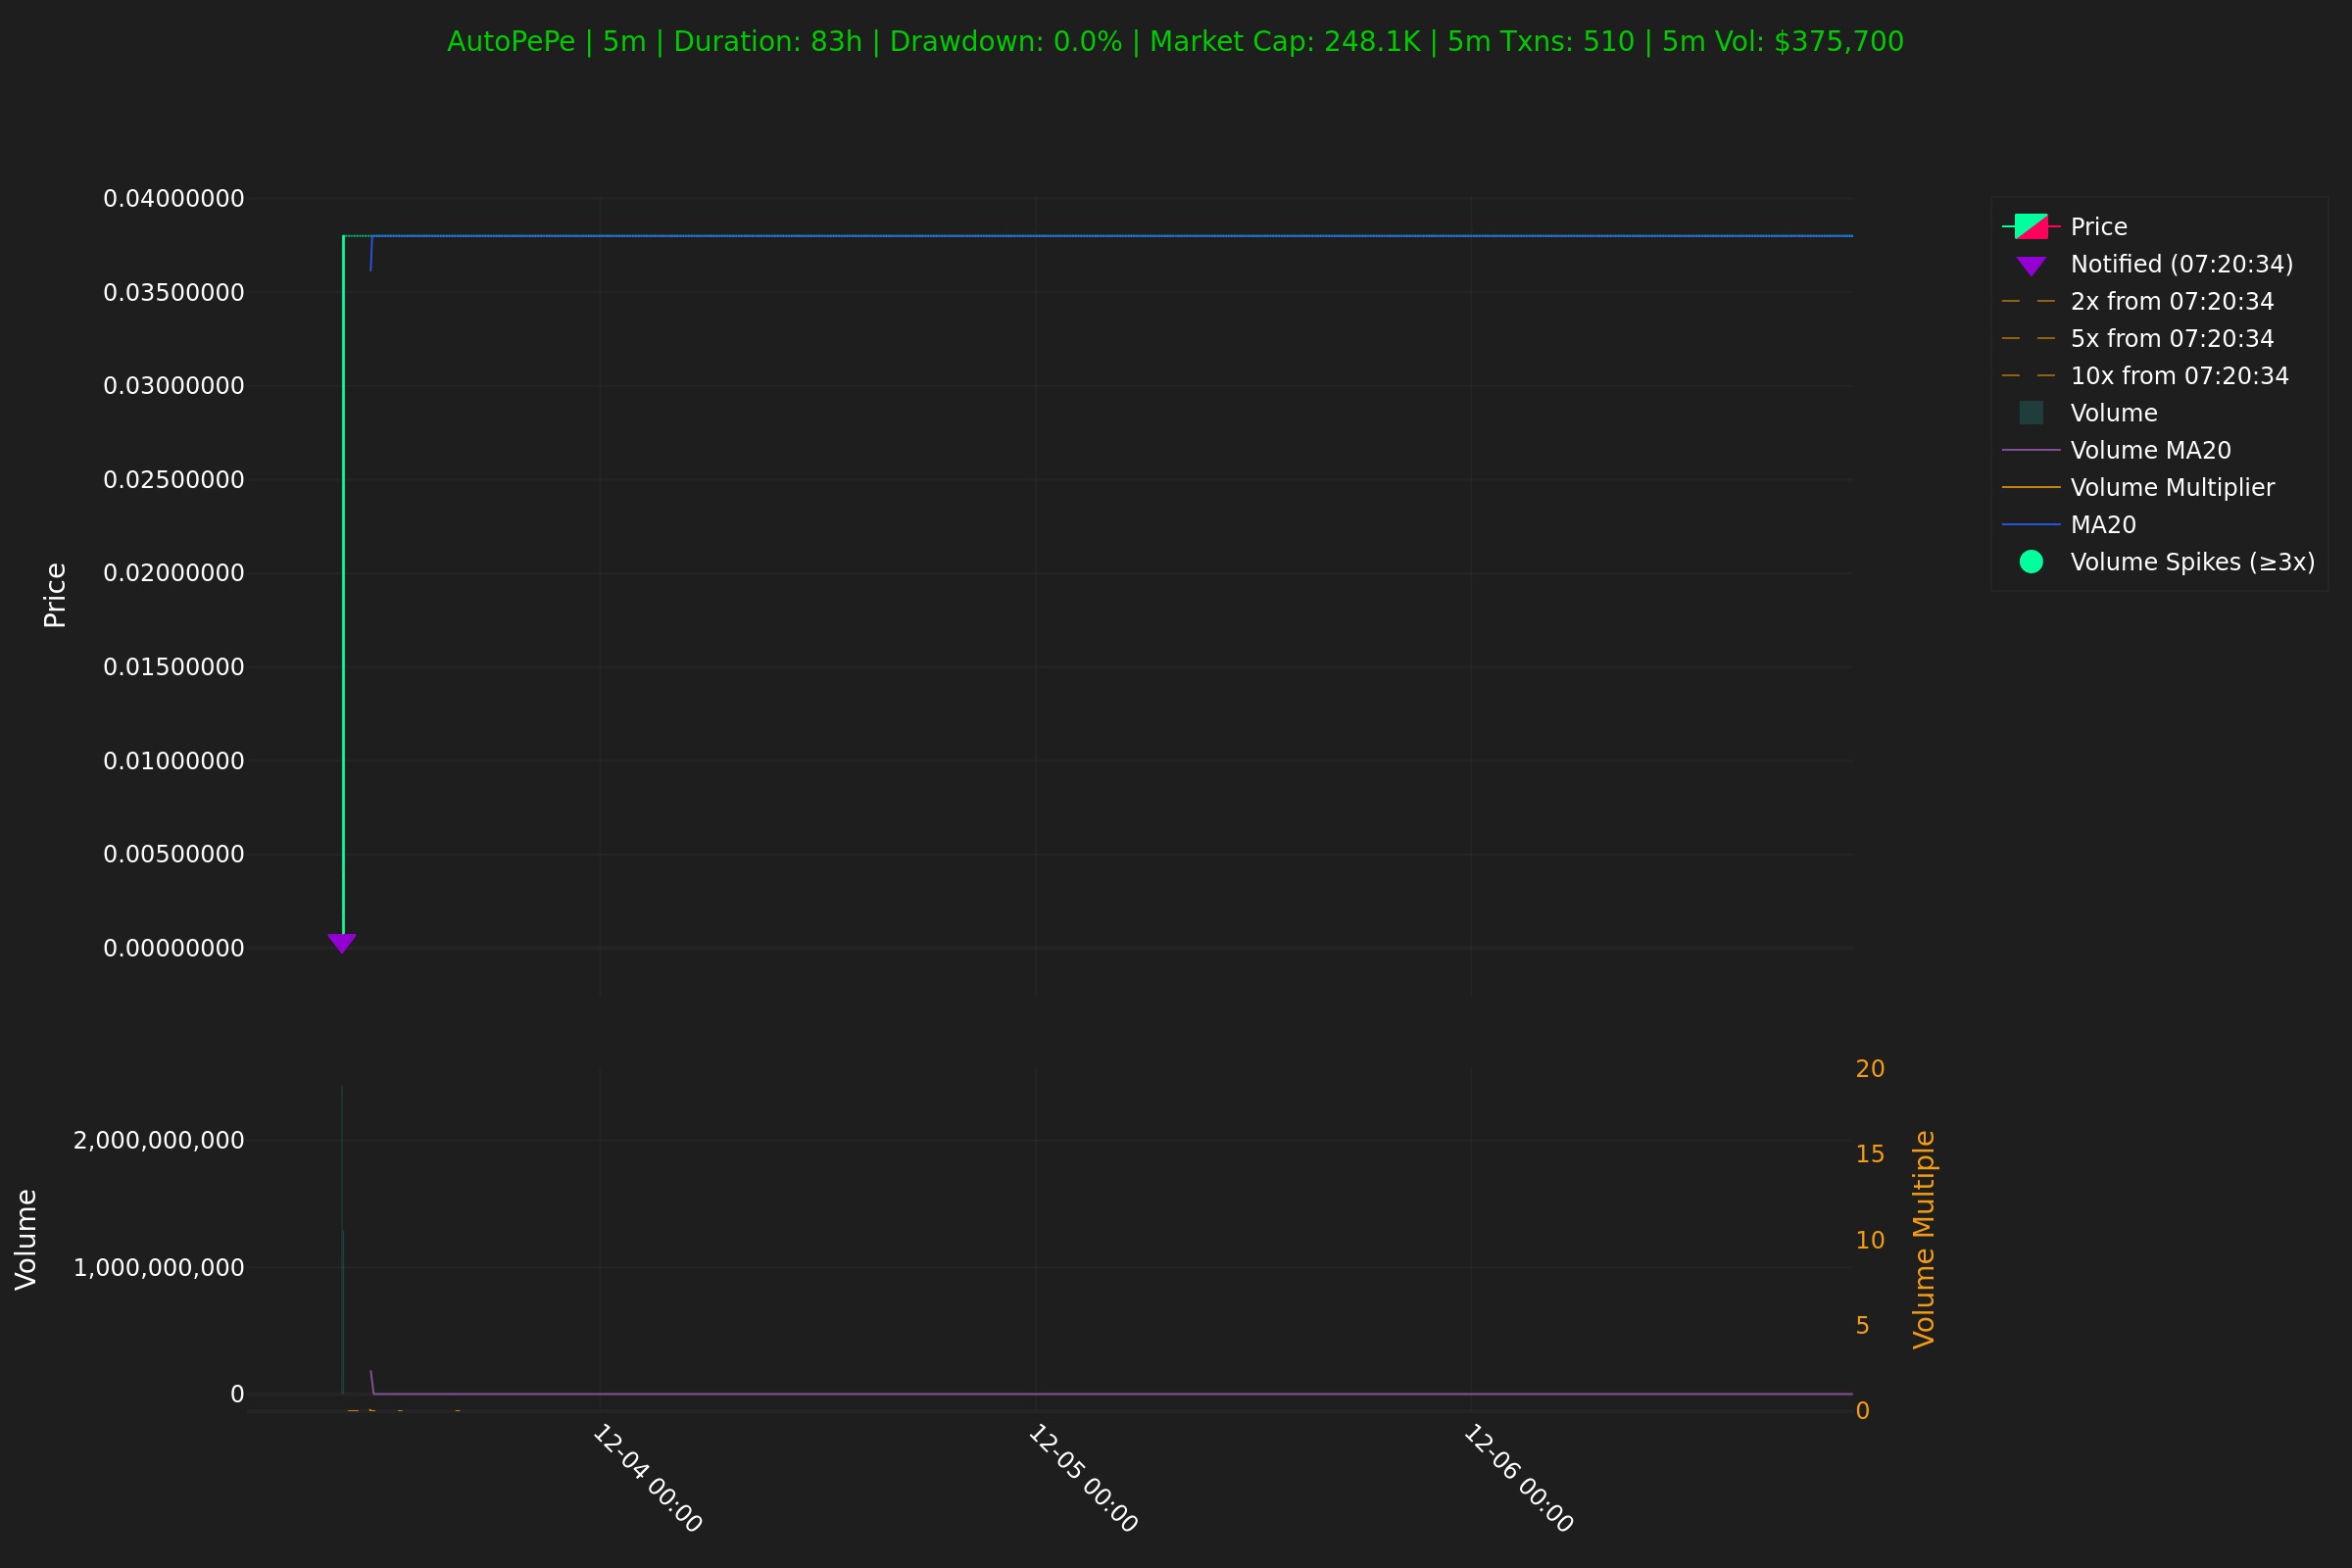 AutoPePe | 5m | Duration: 83h | Drawdown: 0.0% | Market Cap: 248.1K | 5m Txns: 510 | 5m Vol: $375,700
0.04000000
0.03500000
0.03000000
0.02500000
0.02000000
0.01500000
0.01000000
0.00500000
0.00000000
Price
Price
Notified (07:20:34)
2x from 07:20:34
5x from 07:20:34
10x from 07:20:34
Volume
Volume MA20
Volume Multiplier
MA20
Volume Spikes (≥3x)
2,000,000,000
1,000,000,000
0
Volume
20
15
10
5
0
Volume Multiple
12-04 00:00
12-05 00:00
12-06 00:00